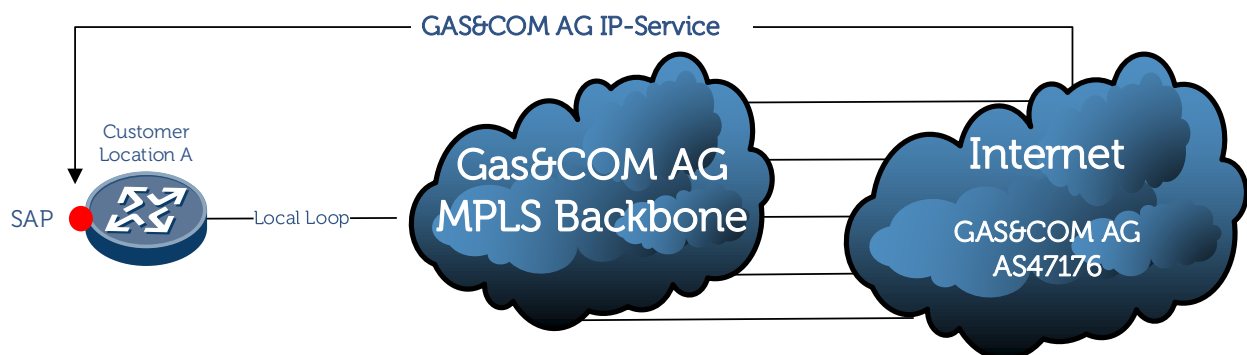 GAS&COM AG IP-Service
Customer
Location A
SAP
Local Loop
Gas&COM AG
MPLS Backbone
Internet
GAS&COM AG
AS47176